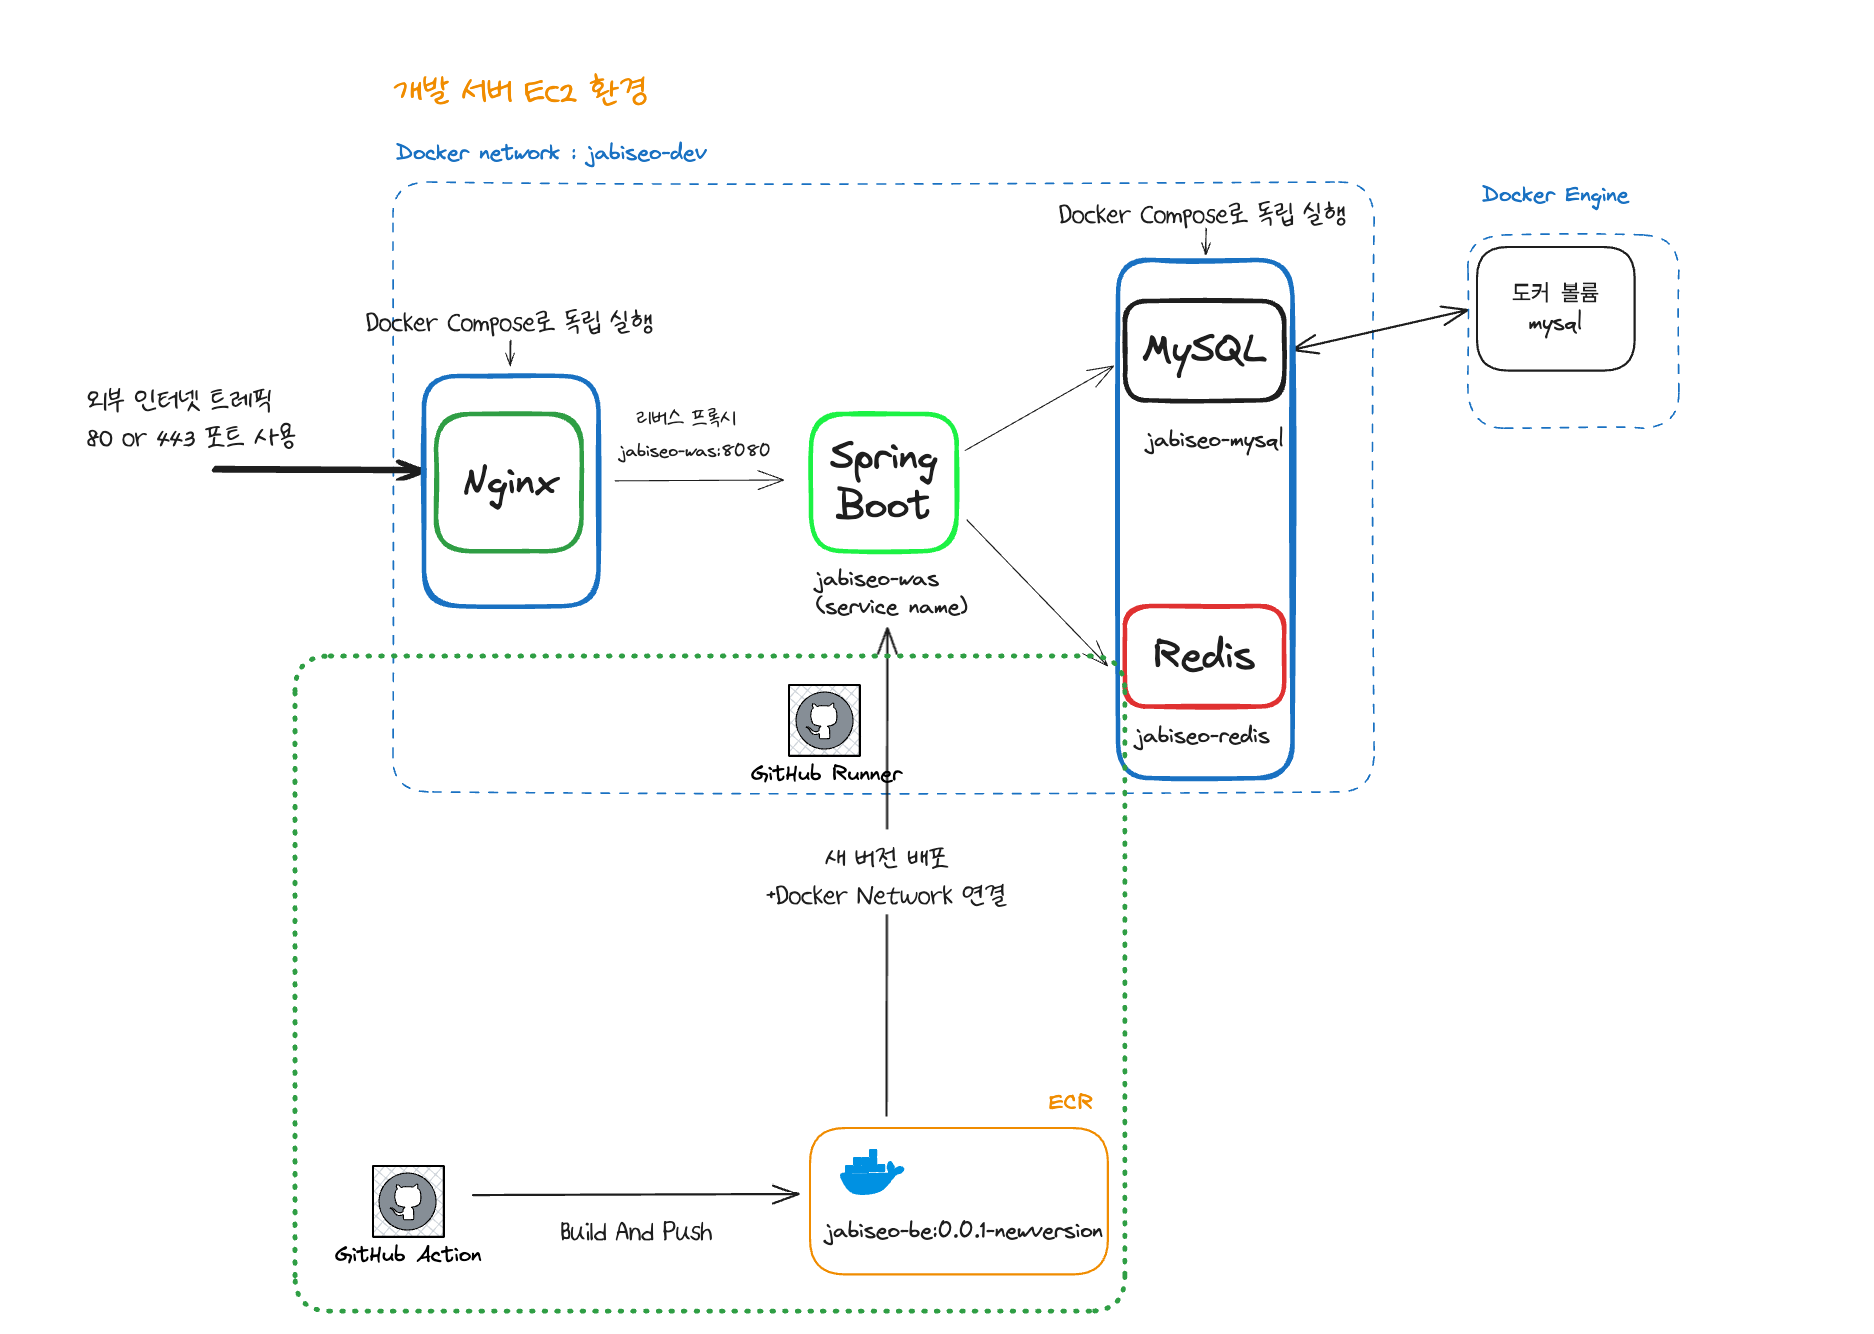 개발 서버 EC2 환경
Docker network : jabiseo-dev
Docker Engine
Docker Compose로 독립 실행
도커 볼륨
mysql
Docker Compose로 독립 실행
MySQL
jabiseo-mysql
외부 인터넷 트레픽
80 or 443 포트 사용
Nginx
리버스 프록시
jabiseo-was:8080
Spring
Boot
jabiseo-was
(service name)
Redis
jabiseo-redis
GitHub Runner
새 버전 배포
+Docker Network 연결
ECR
GitHub Action
Build And Push
jabiseo-be:0.0.1-newversion